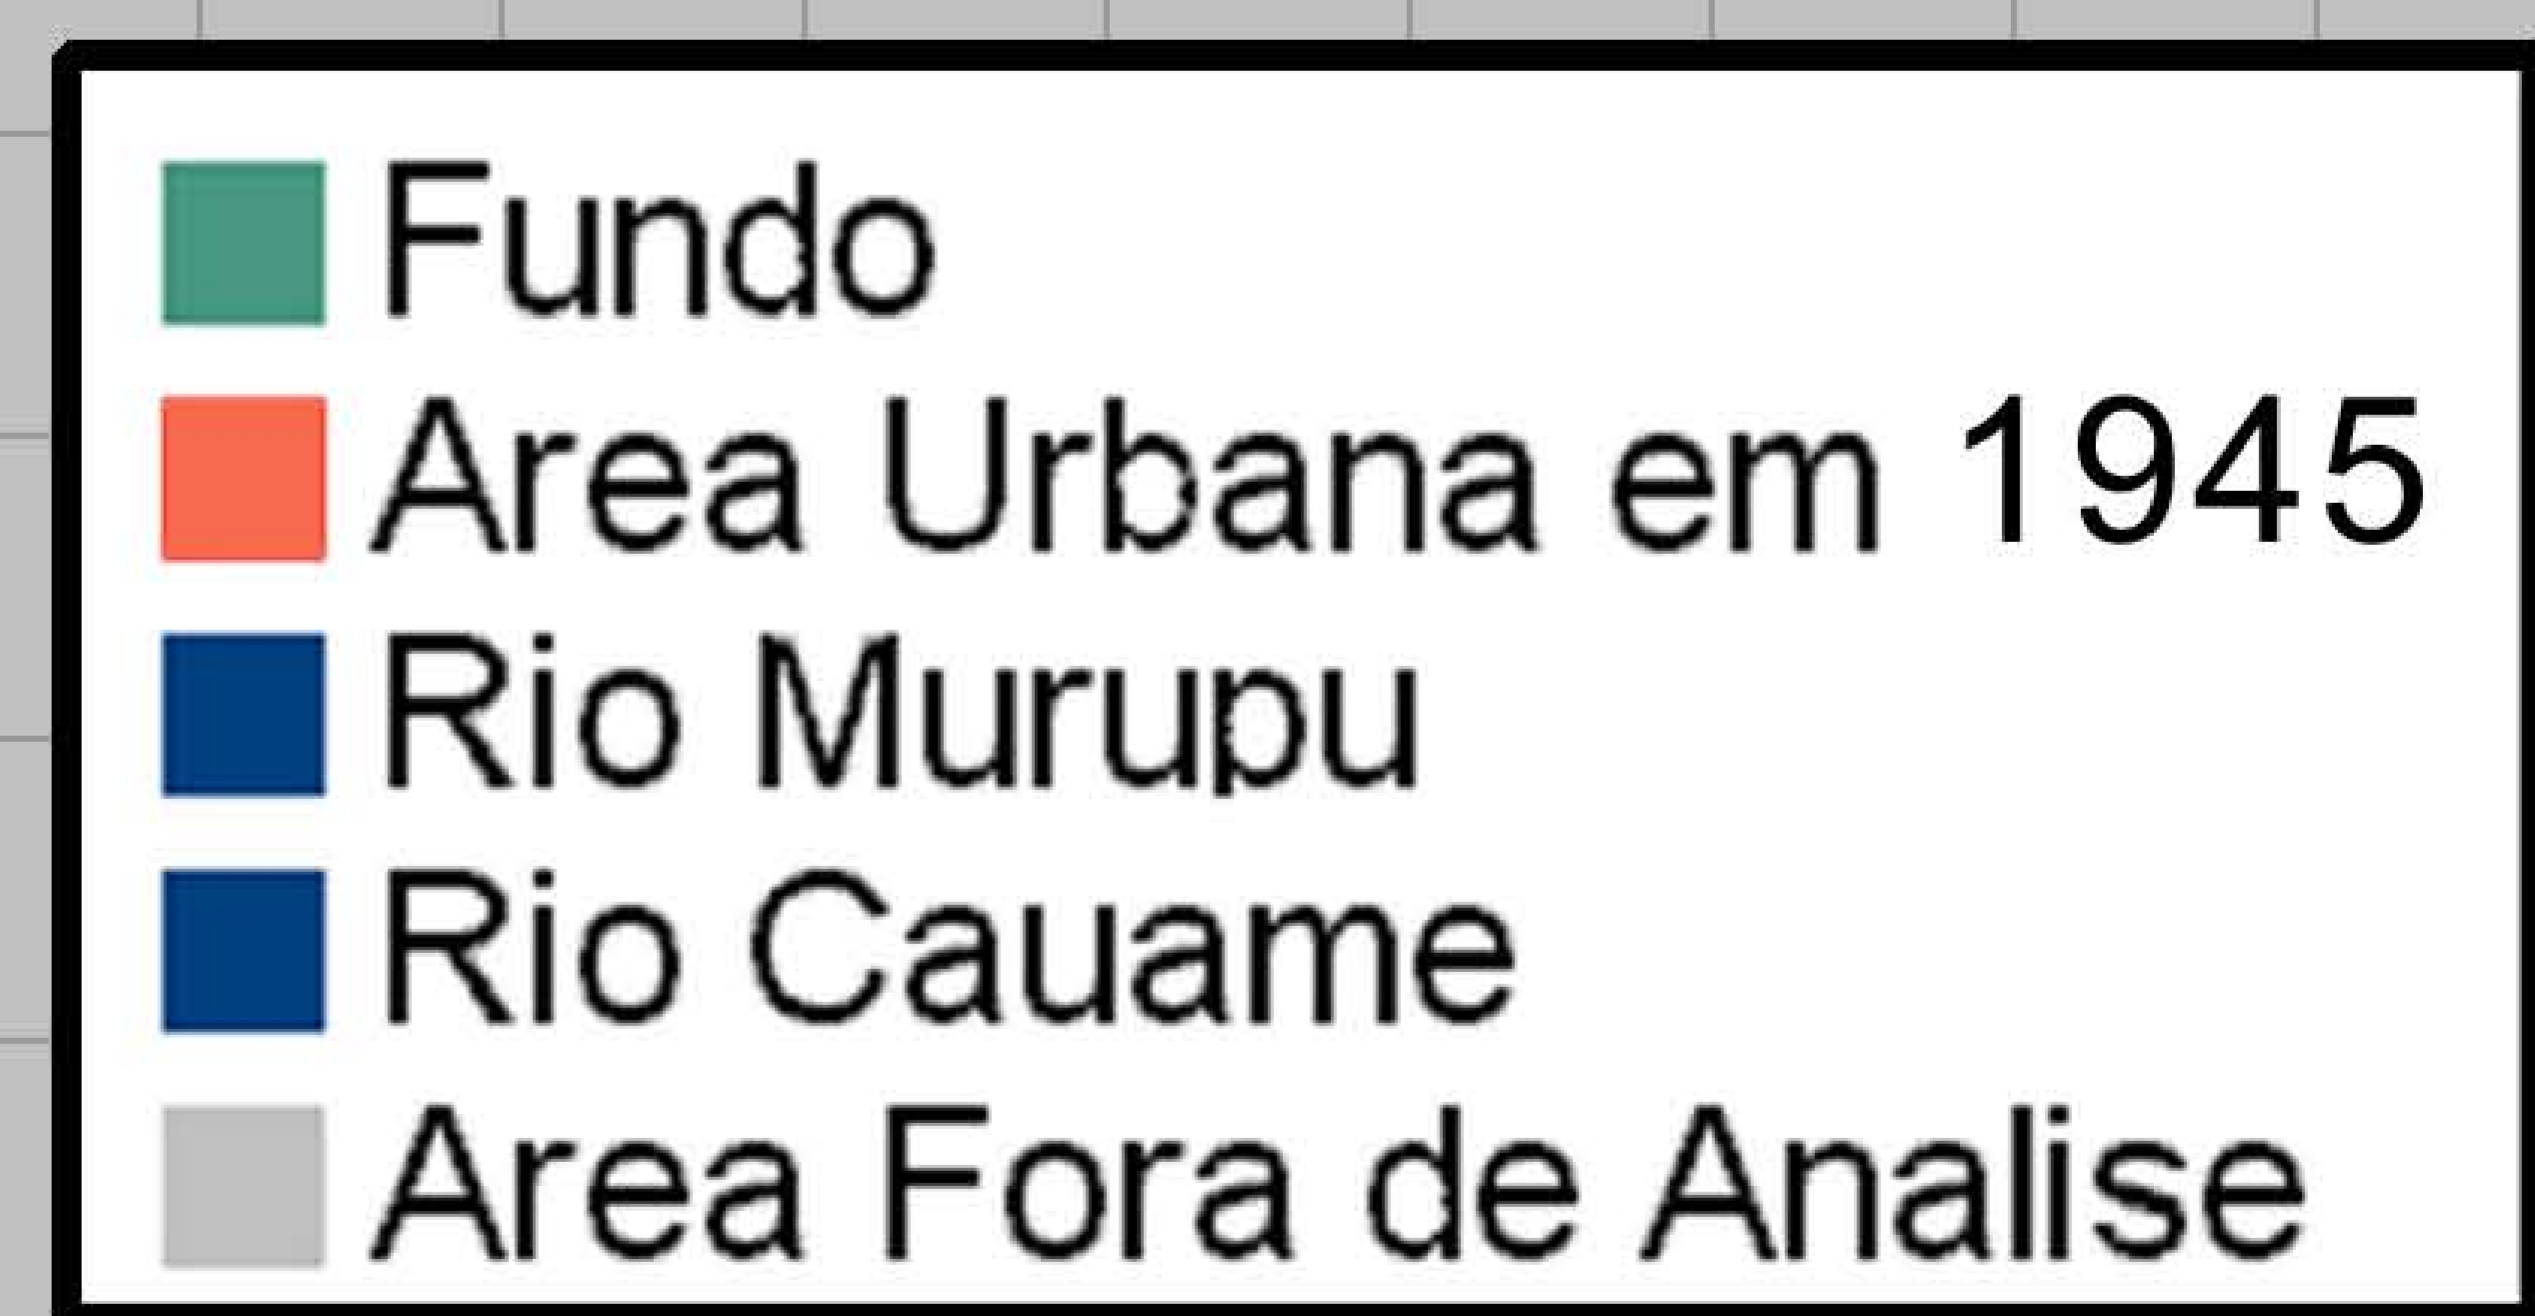 Fundo
Area Urbana em 1945
Rio Murupu
Rio Cauame
Area Fora de Analise